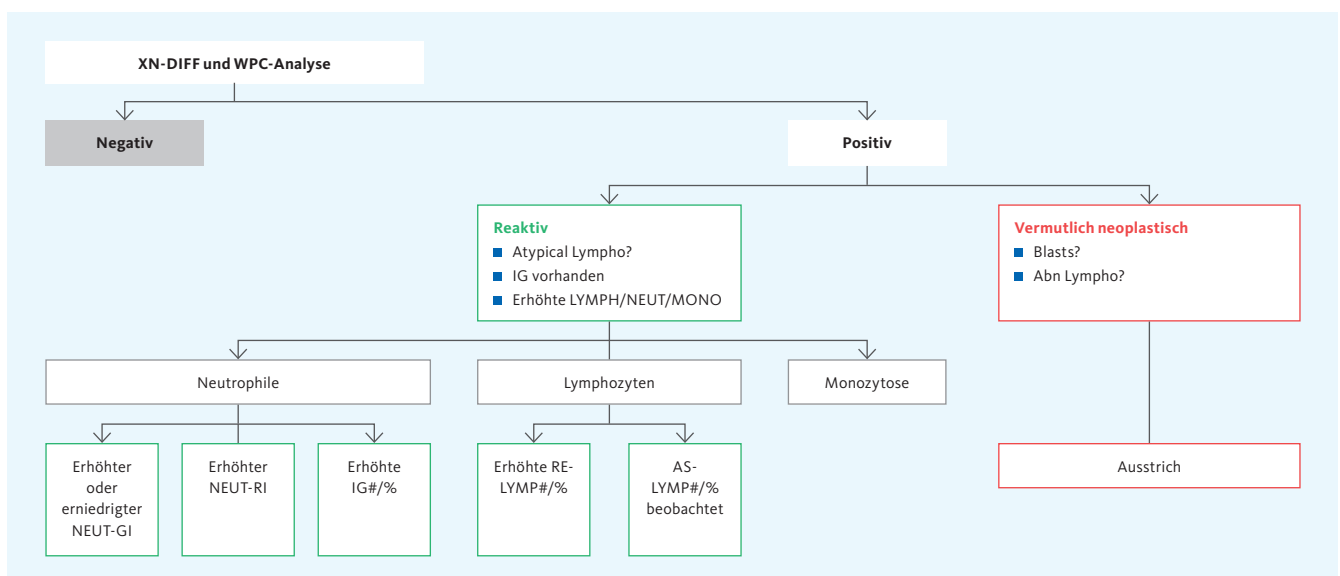 XN-DIFF und WPC-Analyse
Negativ
Positiv
Reaktiv
Atypical Lympho?
IG vorhanden
Erhöhte LYMPH/NEUT/MONO
Vermutlich neoplastisch
Blasts?
Abn Lympho?
Neutrophile
Lymphozyten
Monozytose
Erhöhter
oder
erniedrigter
NEUT-GI
Erhöhter
NEUT-RI
Erhöhte
IG#/%
Erhöhte RE-
LYMP#/%
AS-
LYMP#/%
beobachtet
Ausstrich